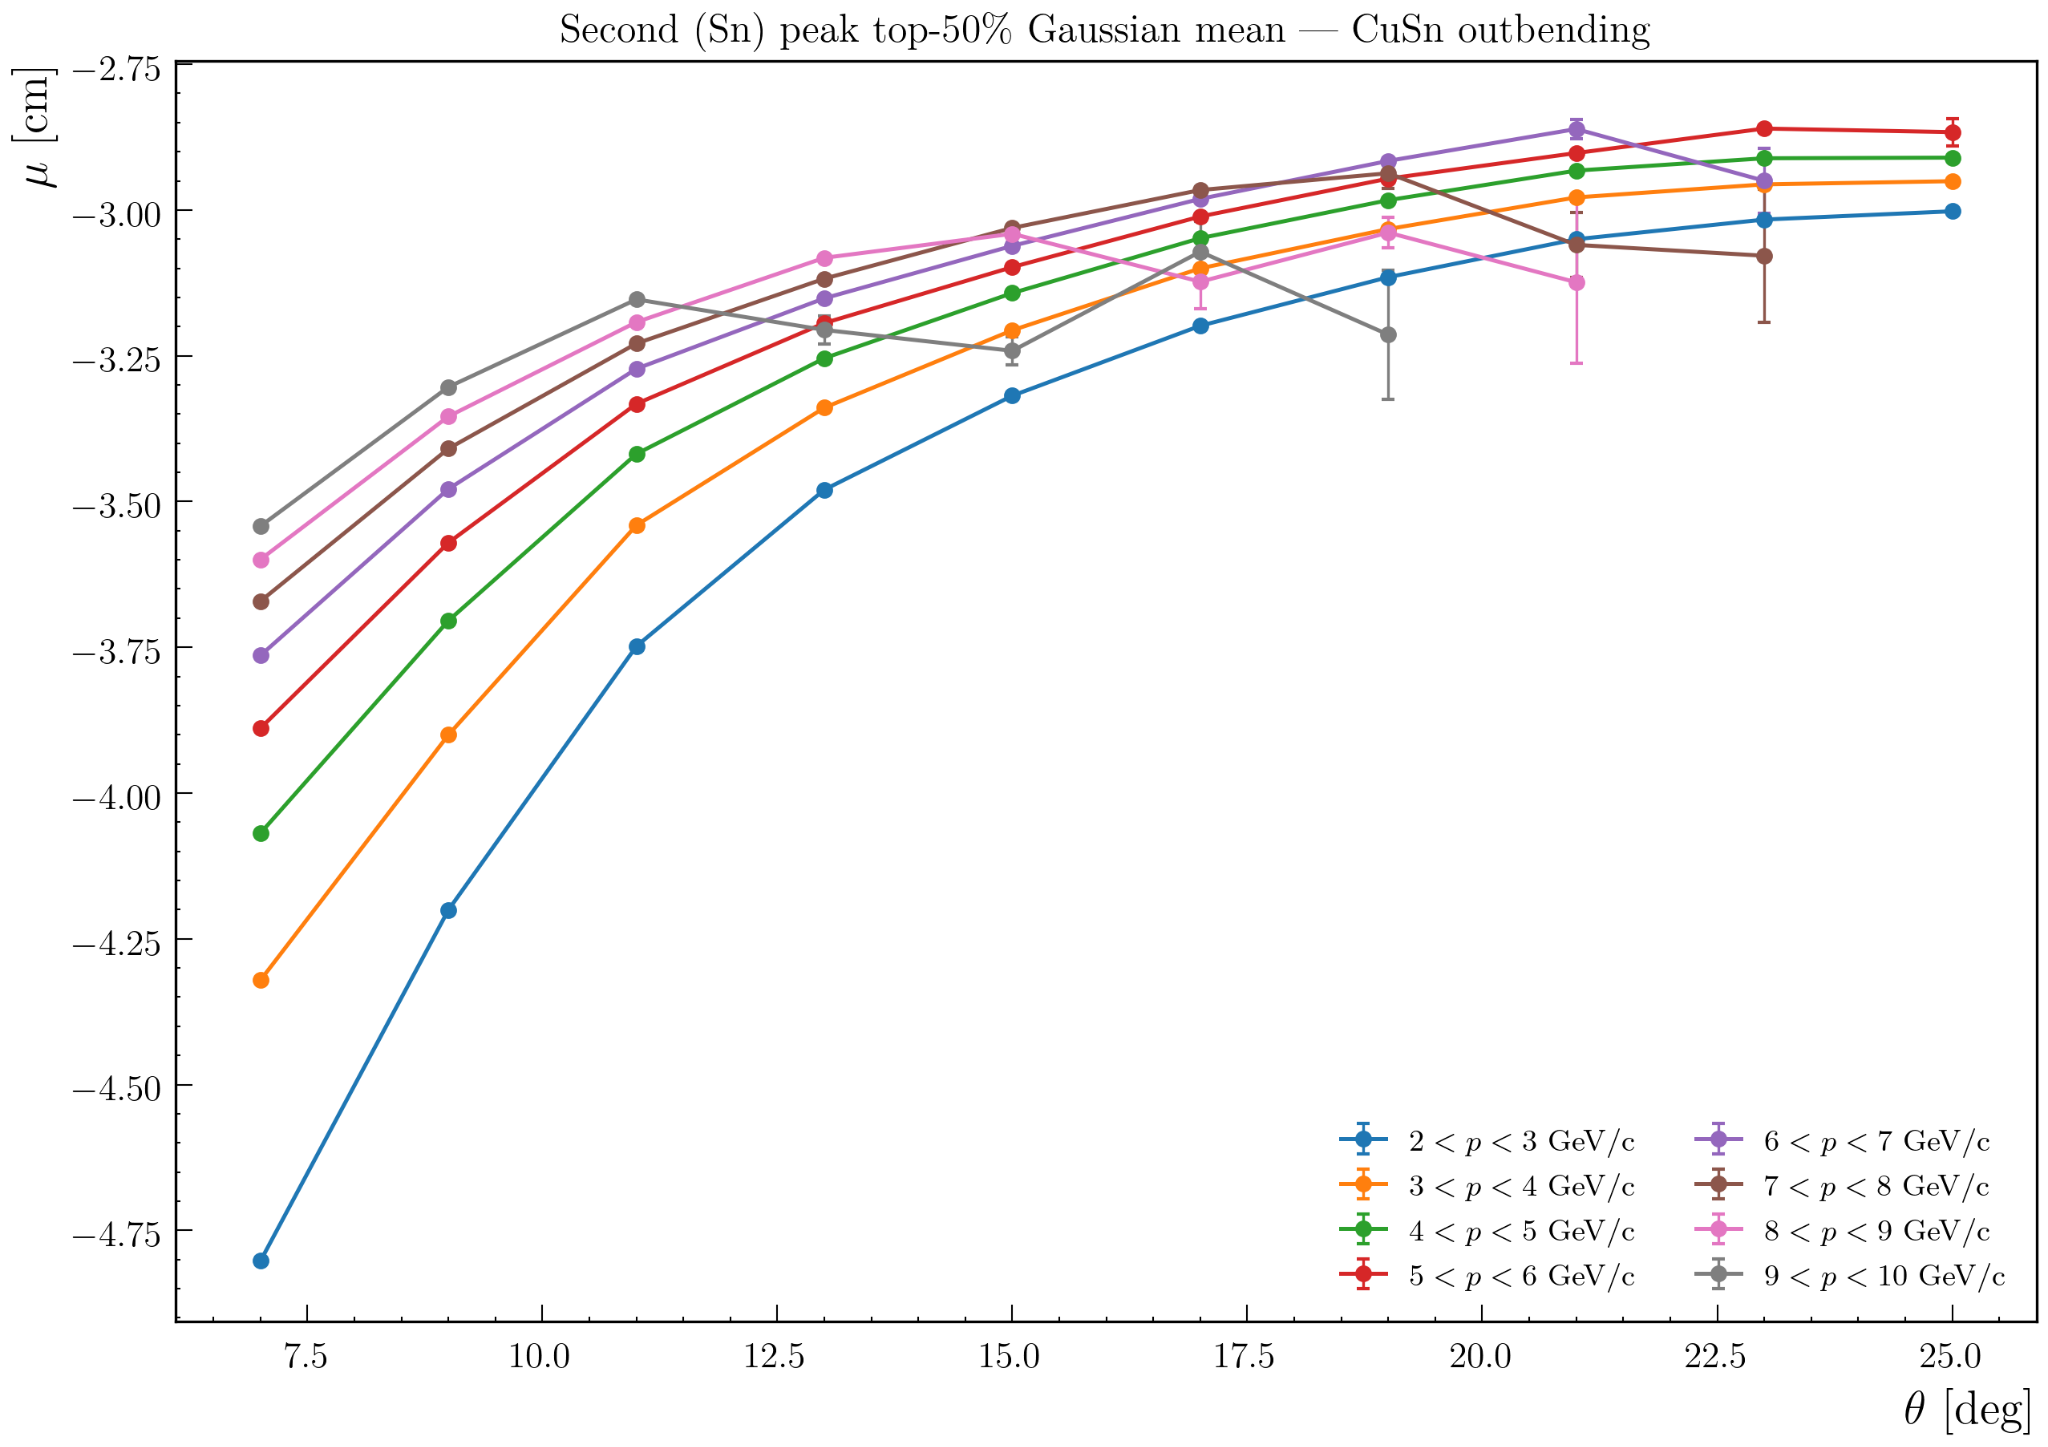 Second (Sn) peak top-50% Gaussian mean — CuSn outbending
μ [cm]
−2.75
−3.00
−3.25
−3.50
−3.75
−4.00
−4.25
−4.50
−4.75
2 < p < 3 GeV/c
3 < p < 4 GeV/c
4 < p < 5 GeV/c
5 < p < 6 GeV/c
6 < p < 7 GeV/c
7 < p < 8 GeV/c
8 < p < 9 GeV/c
9 < p < 10 GeV/c
7.5 10.0 12.5 15.0 17.5 20.0 22.5 25.0
θ [deg]